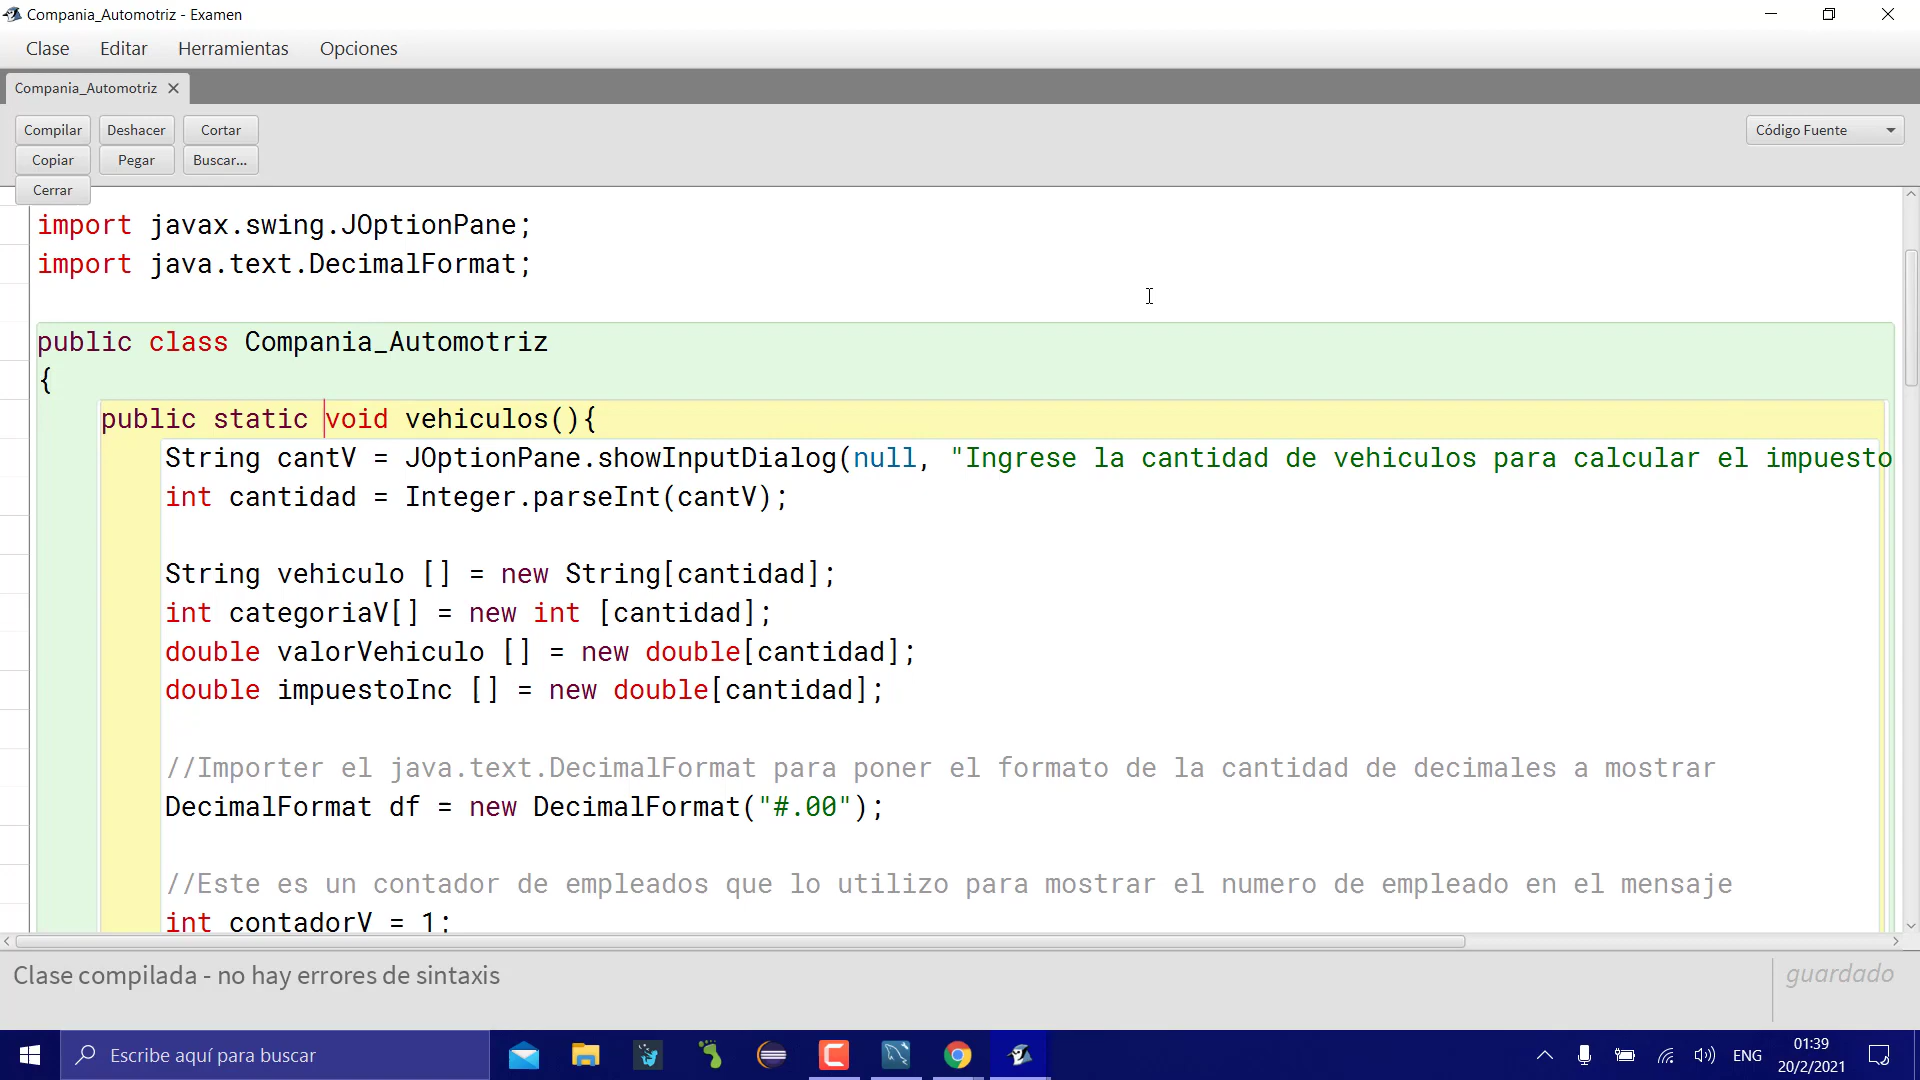 Compania_Automotriz - Examen
Clase Editar Herramientas Opciones
Compania_Automotriz
Compilar Deshacer Cortar
Código Fuente
Copiar Pegar Buscar...
Cerrar
import javax.swing.JOptionPane;
import java.text.DecimalFormat;
public class Compania_Automotriz
{
public static void vehiculos(){
String cantV = JOptionPane.showInputDialog(null, "Ingrese la cantidad de vehiculos para calcular el impuesto
int cantidad = Integer.parseInt(cantV);
String vehiculo [] = new String[cantidad];
int categoriaV[] = new int [cantidad];
double valorVehiculo [] = new double[cantidad];
double impuestoInc [] = new double[cantidad];
//Importer el java.text.DecimalFormat para poner el formato de la cantidad de decimales a mostrar
DecimalFormat df = new DecimalFormat("#.00");
//Este es un contador de empleados que lo utilizo para mostrar el numero de empleado en el mensaje
int contadorV = 1;
Clase compilada - no hay errores de sintaxis
guardado
Escribe aquí para buscar
ENG
01:39
20/2/2021